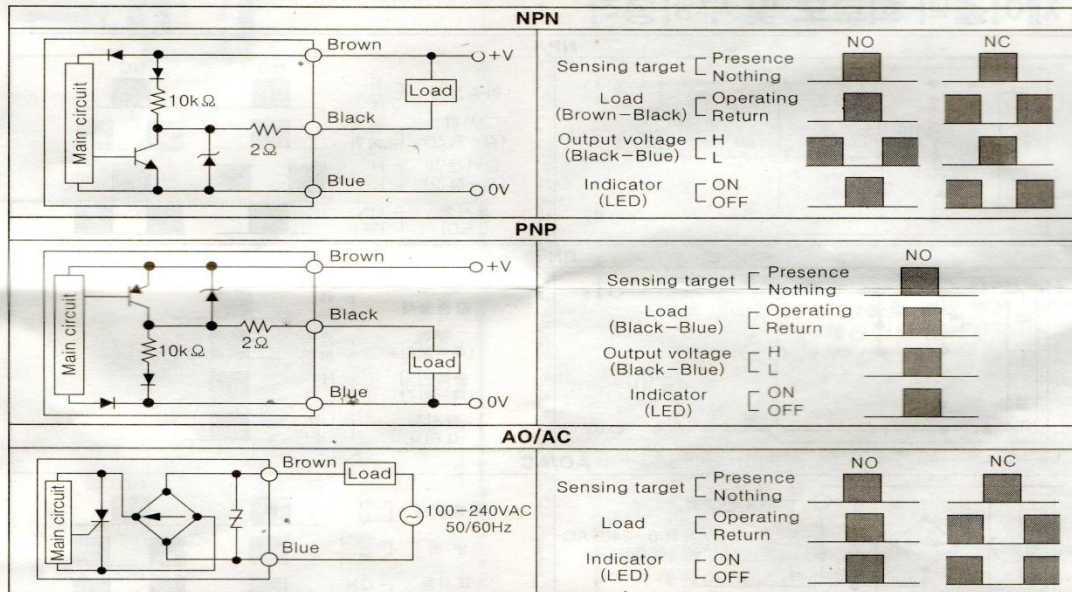 NPN
Brown
+V
10kΩ
Load
Main circuit
Black
2Ω
Blue
0V
NO NC
Sensing target Presence
Nothing
Load Operating
(Brown-Black) Return
Output voltage H
(Black-Blue) L
Indicator ON
(LED) OFF
PNP
Brown
+V
Main circuit
Black
2Ω
10kΩ
Load
Blue
0V
NO
Sensing target Presence
Nothing
Load Operating
(Black-Blue) Return
Output voltage H
(Black-Blue) L
Indicator ON
(LED) OFF
AO/AC
Brown
Load
Main circuit
100-240VAC
50/60Hz
Blue
NO NC
Sensing target Presence
Nothing
Load Operating
Return
Indicator ON
(LED) OFF